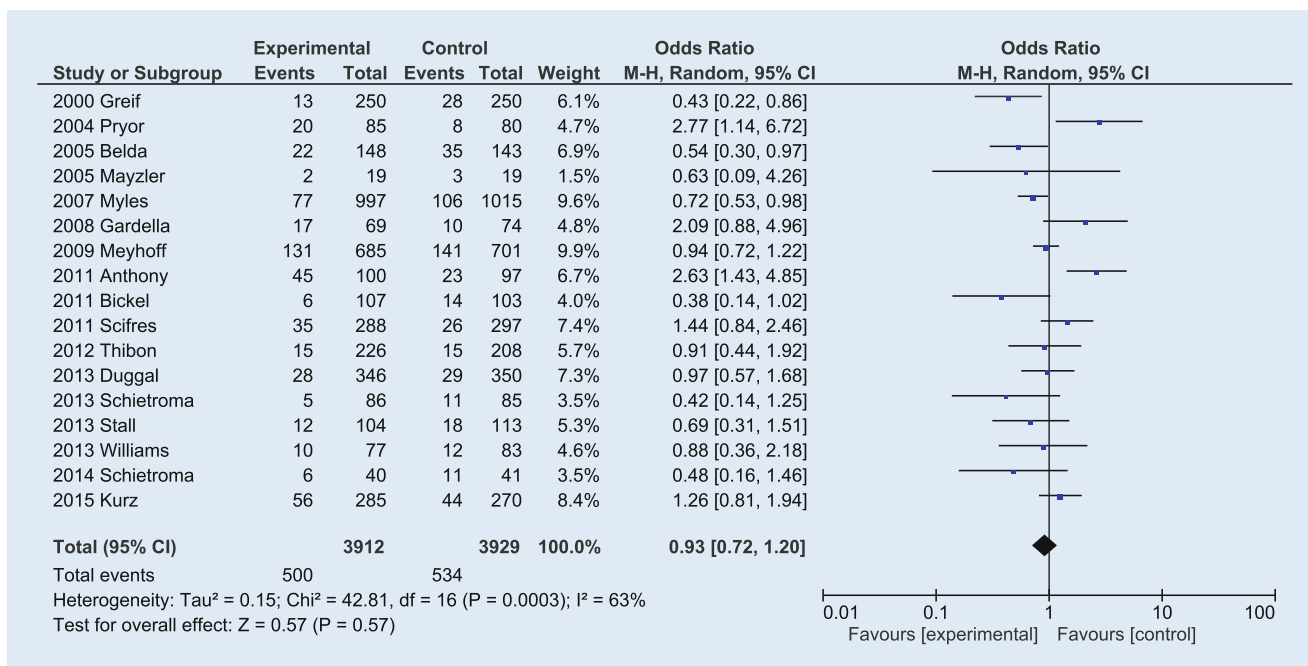 Experimental Control Odds Ratio Odds Ratio
Study or Subgroup Events Total Events Total Weight M-H, Random, 95% CI M-H, Random, 95% CI
2000 Greif 13 250 28 250 6.1% 0.43 [0.22, 0.86]
2004 Pryor 20 85 8 80 4.7% 2.77 [1.14, 6.72]
2005 Belda 22 148 35 143 6.9% 0.54 [0.30, 0.97]
2005 Mayzler 2 19 3 19 1.5% 0.63 [0.09, 4.26]
2007 Myles 77 997 106 1015 9.6% 0.72 [0.53, 0.98]
2008 Gardella 17 69 10 74 4.8% 2.09 [0.88, 4.96]
2009 Meyhoff 131 685 141 701 9.9% 0.94 [0.72, 1.22]
2011 Anthony 45 100 23 97 6.7% 2.63 [1.43, 4.85]
2011 Bickel 6 107 14 103 4.0% 0.38 [0.14, 1.02]
2011 Scifres 35 288 26 297 7.4% 1.44 [0.84, 2.46]
2012 Thibon 15 226 15 208 5.7% 0.91 [0.44, 1.92]
2013 Duggal 28 346 29 350 7.3% 0.97 [0.57, 1.68]
2013 Schietroma 5 86 11 85 3.5% 0.42 [0.14, 1.25]
2013 Stall 12 104 18 113 5.3% 0.69 [0.31, 1.51]
2013 Williams 10 77 12 83 4.6% 0.88 [0.36, 2.18]
2014 Schietroma 6 40 11 41 3.5% 0.48 [0.16, 1.46]
2015 Kurz 56 285 44 270 8.4% 1.26 [0.81, 1.94]
Total (95% CI) 3912 3929 100.0% 0.93 [0.72, 1.20]
Total events 500 534
Heterogeneity: Tau² = 0.15; Chi² = 42.81, df = 16 (P = 0.0003); I² = 63%
Test for overall effect: Z = 0.57 (P = 0.57)
0.01 0.1 1 10 100
Favours [experimental] Favours [control]